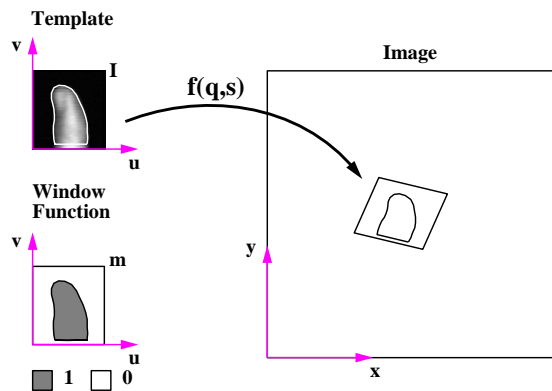 Template
v
I
u
f(q,s)
Image
y
x
Window
Function
v
m
u
1 0